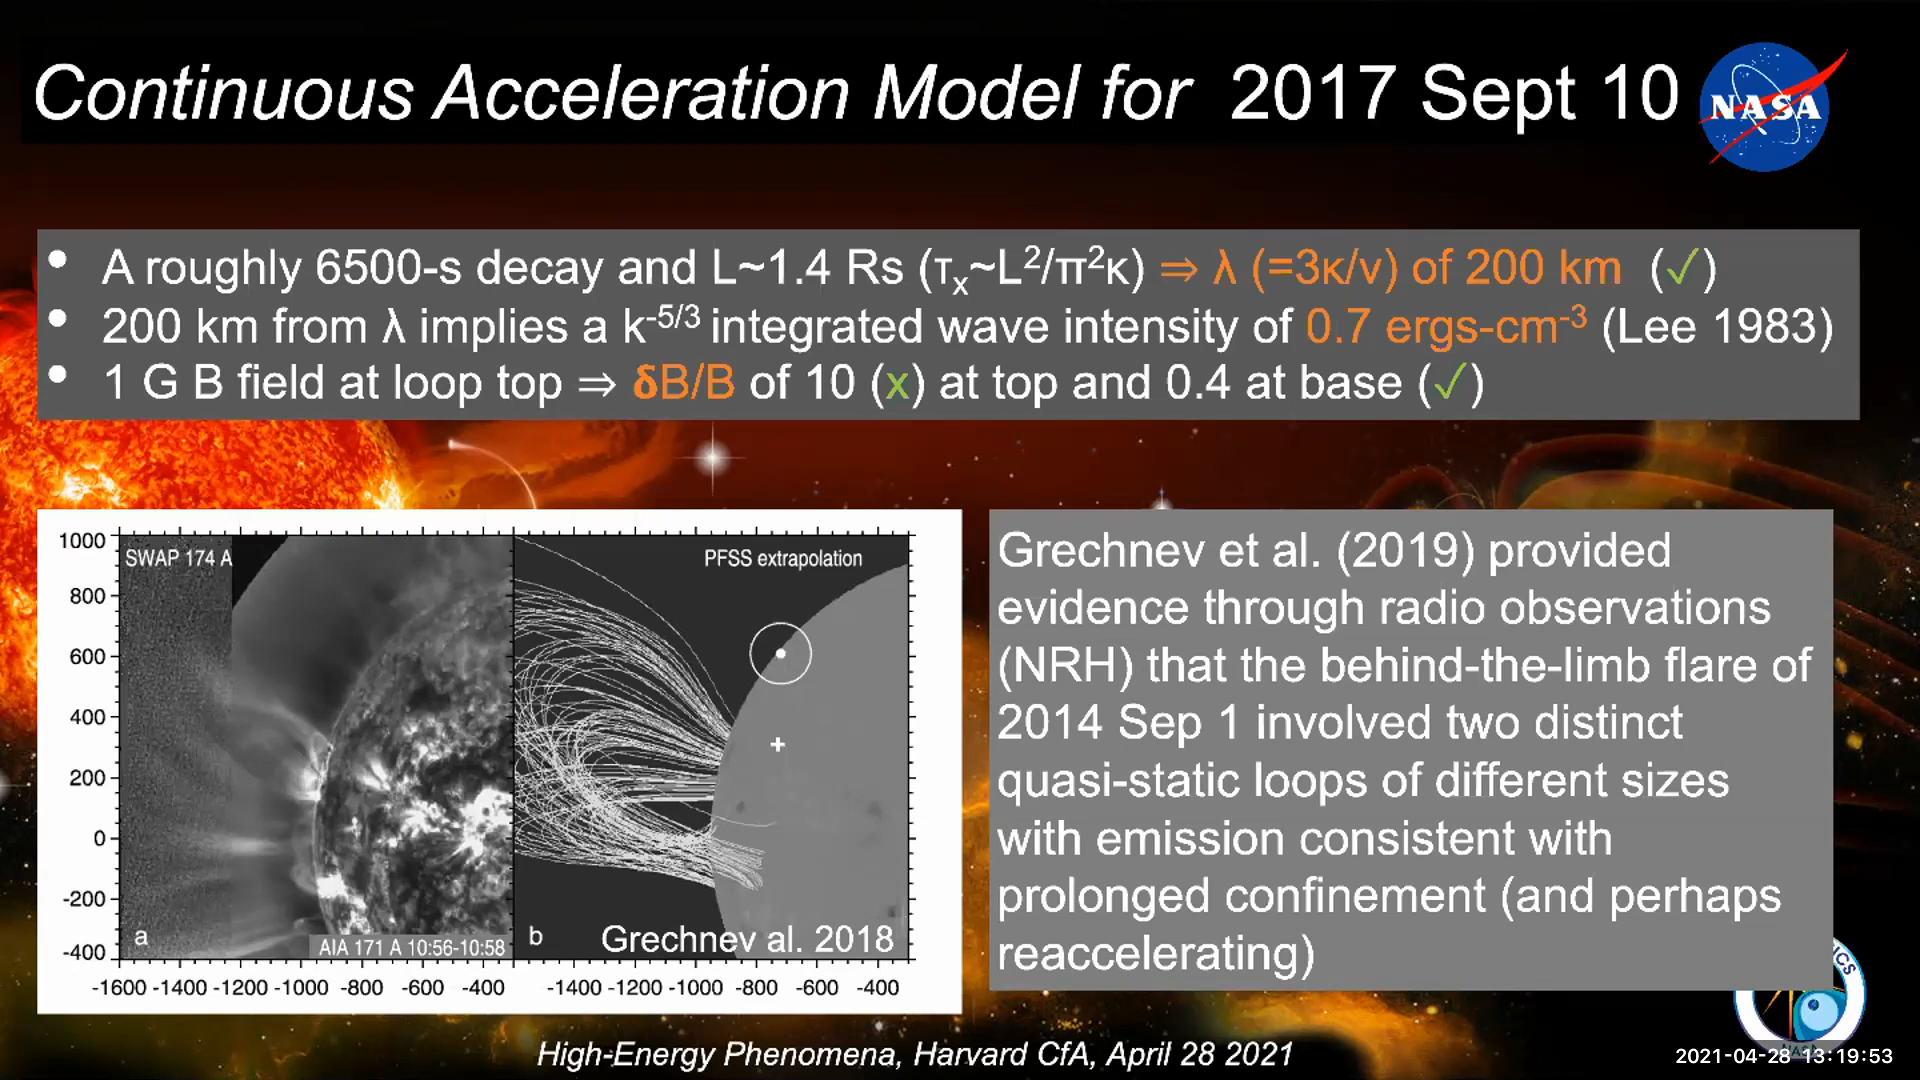 Continuous Acceleration Model for 2017 Sept 10
NASA
• A roughly 6500-s decay and L~1.4 Rs (τₓ~L²/π²κ) ⇒ λ (=3κ/v) of 200 km (✓)
• 200 km from λ implies a k⁻⁵/³ integrated wave intensity of 0.7 ergs-cm⁻³ (Lee 1983)
• 1 G B field at loop top ⇒ δB/B of 10 (x) at top and 0.4 at base (✓)
SWAP 174 A
PFSS extrapolation
1000
800
600
400
200
0
-200
-400
a
AIA 171 A 10:56-10:58
b
Grechnev al. 2018
-1600 -1400 -1200 -1000 -800 -600 -400
-1400 -1200 -1000 -800 -600 -400
Grechnev et al. (2019) provided
evidence through radio observations
(NRH) that the behind-the-limb flare of
2014 Sep 1 involved two distinct
quasi-static loops of different sizes
with emission consistent with
prolonged confinement (and perhaps
reaccelerating)
High-Energy Phenomena, Harvard CfA, April 28 2021
2021-04-28 13:19:53